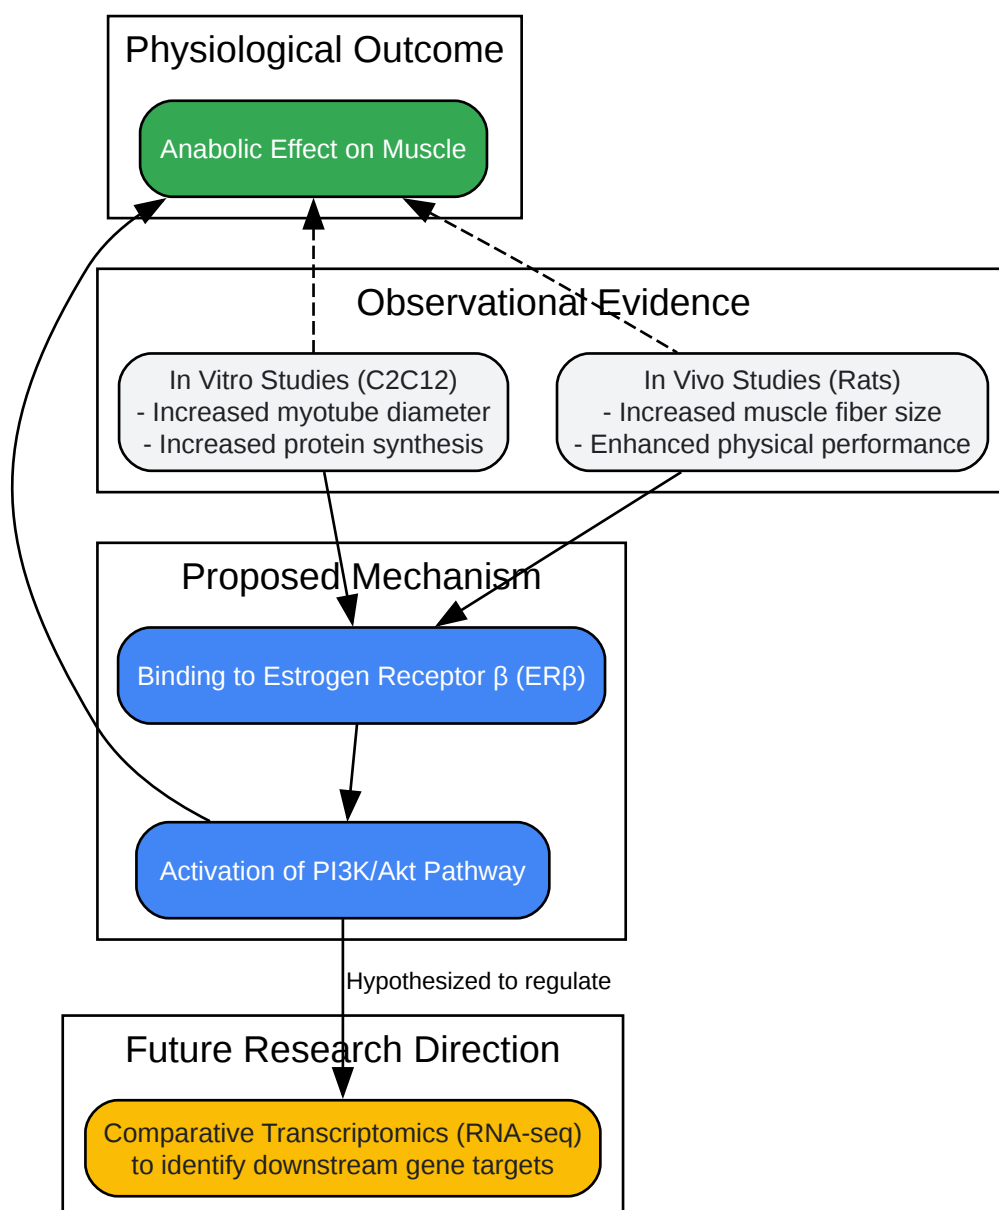 Physiological Outcome
Anabolic Effect on Muscle
Observational Evidence
In Vitro Studies (C2C12)
- Increased myotube diameter
- Increased protein synthesis
In Vivo Studies (Rats)
- Increased muscle fiber size
- Enhanced physical performance
Proposed Mechanism
Binding to Estrogen Receptor β (ERβ)
Activation of PI3K/Akt Pathway
Hypothesized to regulate
Future Research Direction
Comparative Transcriptomics (RNA-seq)
to identify downstream gene targets